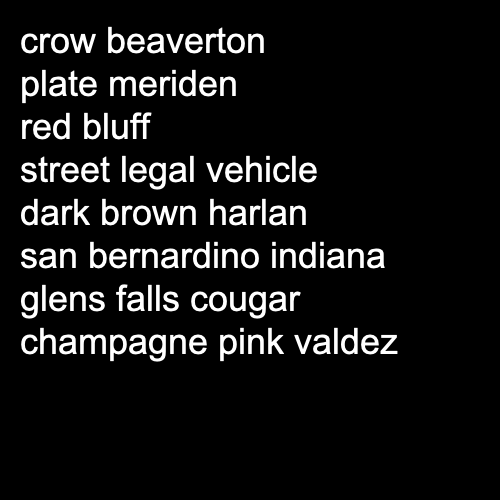 crow beaverton
plate meriden
red bluff
street legal vehicle
dark brown harlan
san bernardino indiana
glens falls cougar
champagne pink valdez